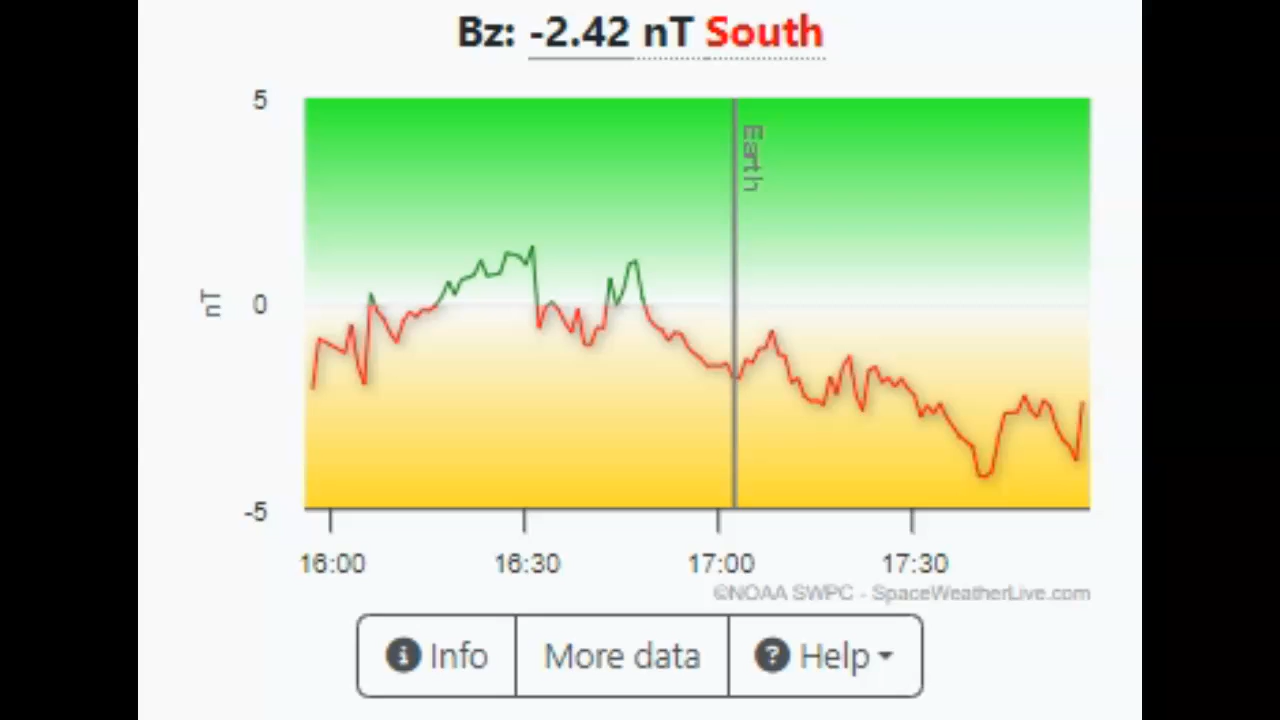 Bz: -2.42 nT South
5
Earth
nT
0
-5
16:00 16:30 17:00 17:30
©NOAA SWPC - SpaceWeatherLive.com
Info More data Help